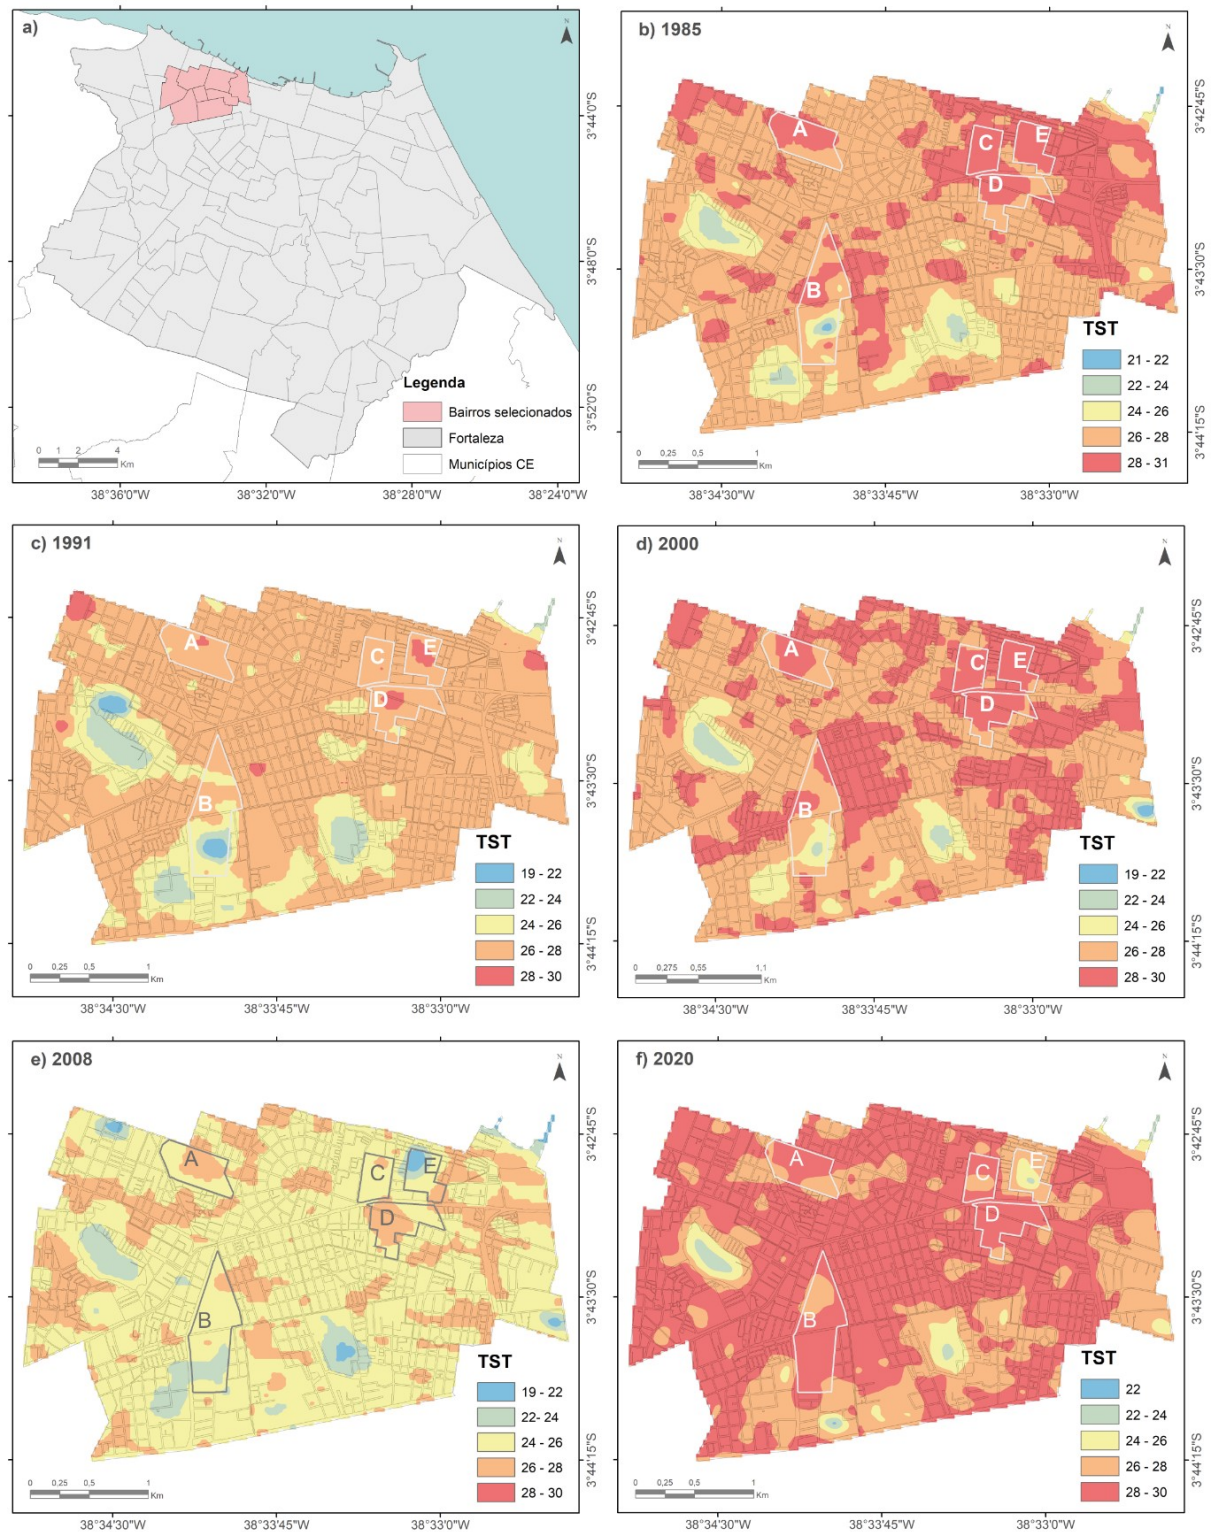 a)
N
3°44'0"S
3°48'0"S
3°52'0"S
Legenda
Bairros selecionados
Fortaleza
Municípios CE
0 1 2 4
Km
38°36'0"W 38°32'0"W 38°28'0"W 38°24'0"W
b) 1985
N
A
B
C
D
E
3°42'45"S
3°43'30"S
3°44'15"S
TST
21 - 22
22 - 24
24 - 26
26 - 28
28 - 31
0 0,25 0,5 1
Km
38°34'30"W 38°33'45"W 38°33'0"W
c) 1991
N
A
B
C
D
E
3°42'45"S
3°43'30"S
3°44'15"S
TST
19 - 22
22 - 24
24 - 26
26 - 28
28 - 30
0 0,25 0,5 1
Km
38°34'30"W 38°33'45"W 38°33'0"W
d) 2000
N
A
B
C
D
E
3°42'45"S
3°43'30"S
3°44'15"S
TST
19 - 22
22 - 24
24 - 26
26 - 28
28 - 30
0 0,275 0,55 1,1
Km
38°34'30"W 38°33'45"W 38°33'0"W
e) 2008
N
A
B
C
D
E
3°42'45"S
3°43'30"S
3°44'15"S
TST
19 - 22
22- 24
24 - 26
26 - 28
28 - 30
0 0,25 0,5 1
Km
38°34'30"W 38°33'45"W 38°33'0"W
f) 2020
N
A
B
C
D
E
3°42'45"S
3°43'30"S
3°44'15"S
TST
22
22 - 24
24 - 26
26 - 28
28 - 30
0 0,25 0,5 1
Km
38°34'30"W 38°33'45"W 38°33'0"W